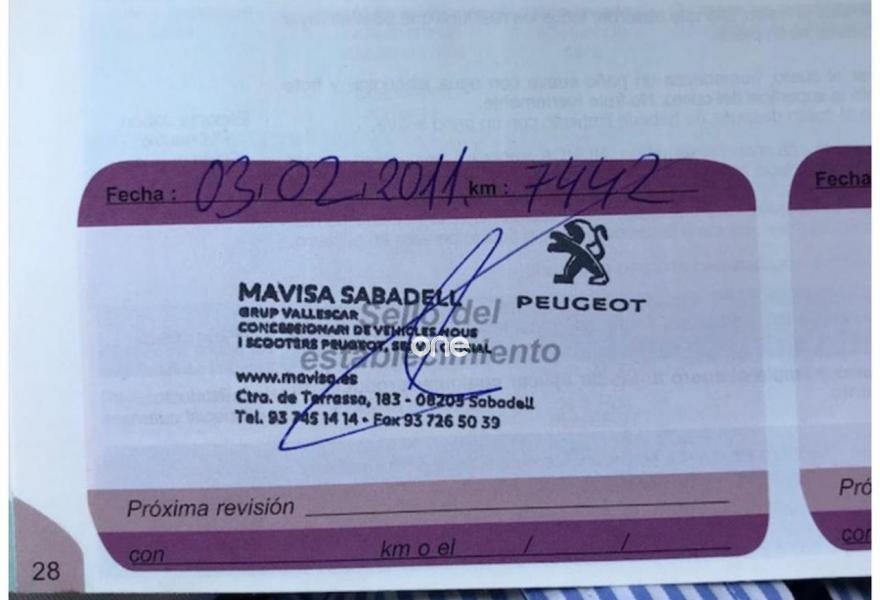 Fecha : 03, 02, 2011 km : 7442
Fecha
MAVISA SABADELL
GRUP VALLESCAR
CONCESSIONARI DE VEHICLES NOUS
I SCOOTERS PEUGEOT,
PEUGEOT
Sello del
establecimiento
one
www.mavisa.es
Ctra. de Terrassa, 183 - 08205 Sabadell
Tel. 93 745 14 14 - Fax 93 726 50 39
Próxima revisión
con km o el / /
Pró
con
28